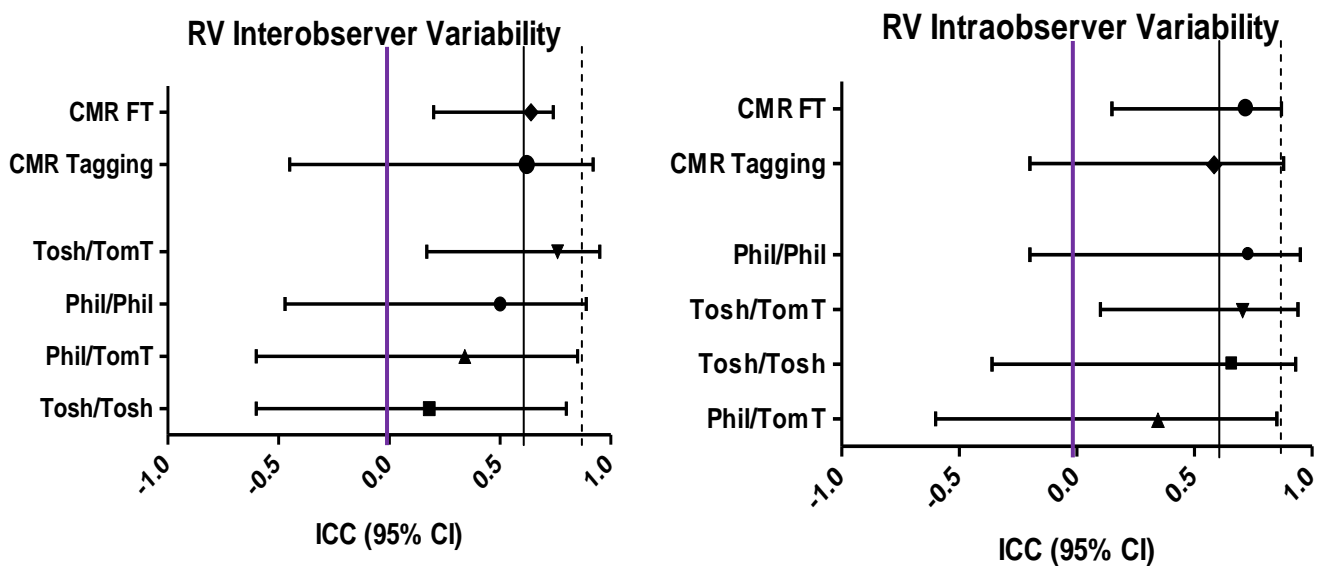 RV Interobserver Variability
CMR FT
CMR Tagging
Tosh/TomT
Phil/Phil
Phil/TomT
Tosh/Tosh
-1.0
-0.5
0.0
0.5
1.0
ICC (95% CI)
RV Intraobserver Variability
CMR FT
CMR Tagging
Phil/Phil
Tosh/TomT
Tosh/Tosh
Phil/TomT
-1.0
-0.5
0.0
0.5
1.0
ICC (95% CI)